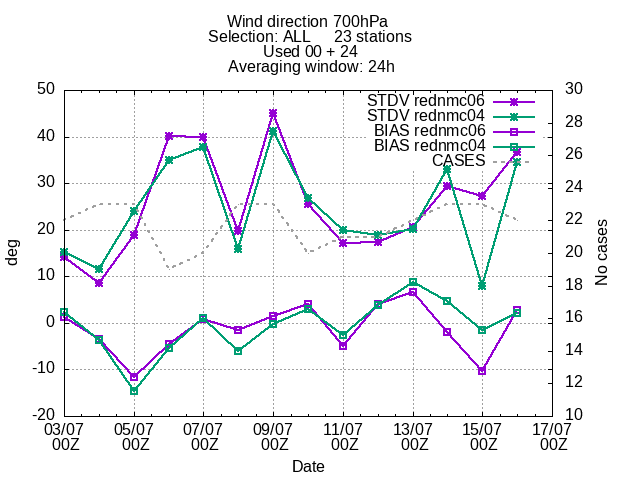 Wind direction 700hPa
Selection: ALL 23 stations
Used 00 + 24
Averaging window: 24h
STDV rednmc06
STDV rednmc04
BIAS rednmc06
BIAS rednmc04
CASES
50
40
30
20
10
0
-10
-20
deg
30
28
26
24
22
20
18
16
14
12
10
No cases
03/07 05/07 07/07 09/07 11/07 13/07 15/07 17/07
00Z 00Z 00Z 00Z 00Z 00Z 00Z 00Z
Date